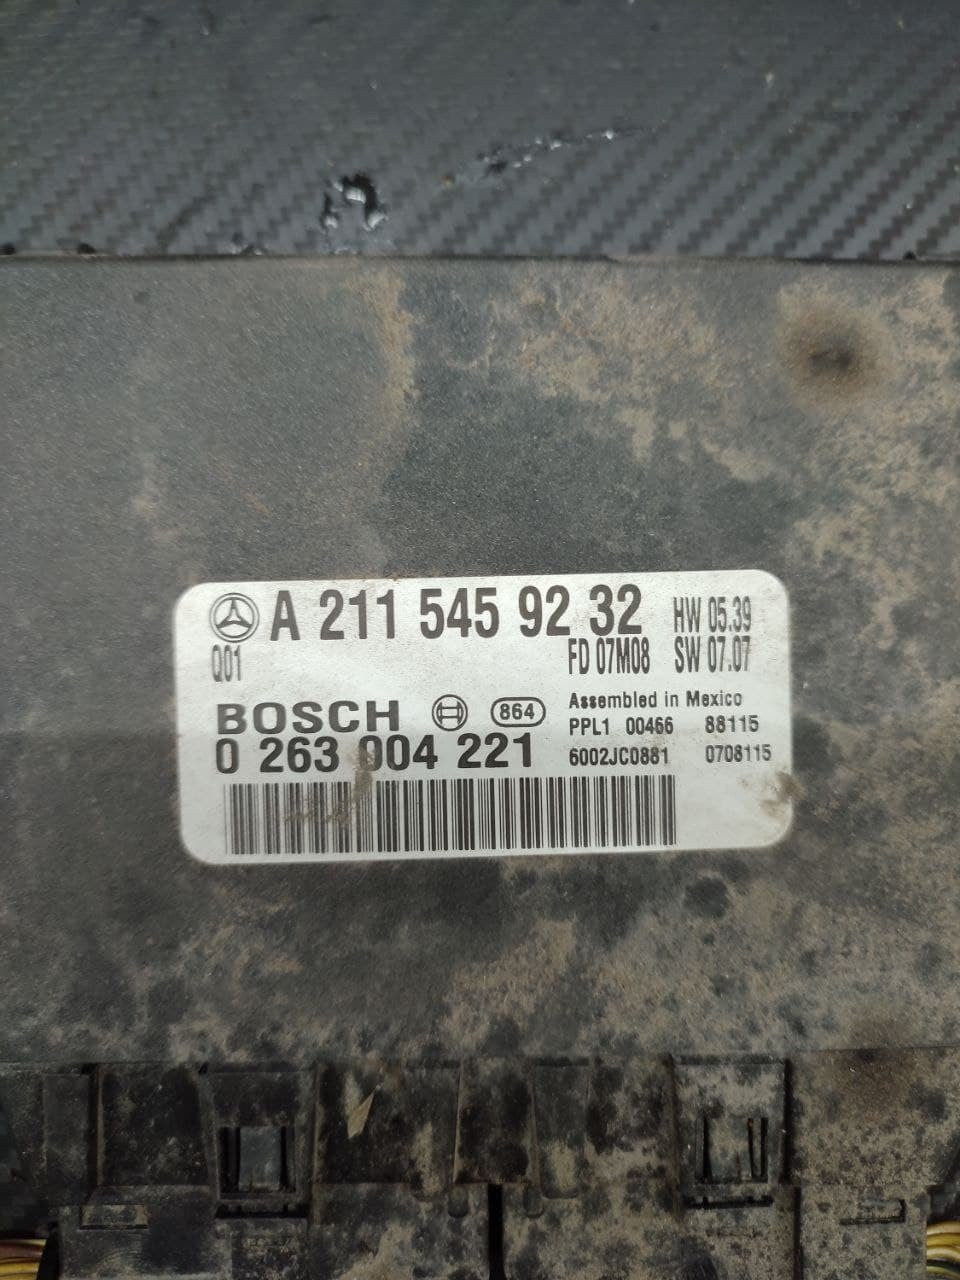 A 211 545 92 32 HW 05.39
Q01 FD 07M08 SW 07.07
BOSCH 864 Assembled in Mexico
PPL1 00466 88115
0 263 004 221 6002JC0881 0708115